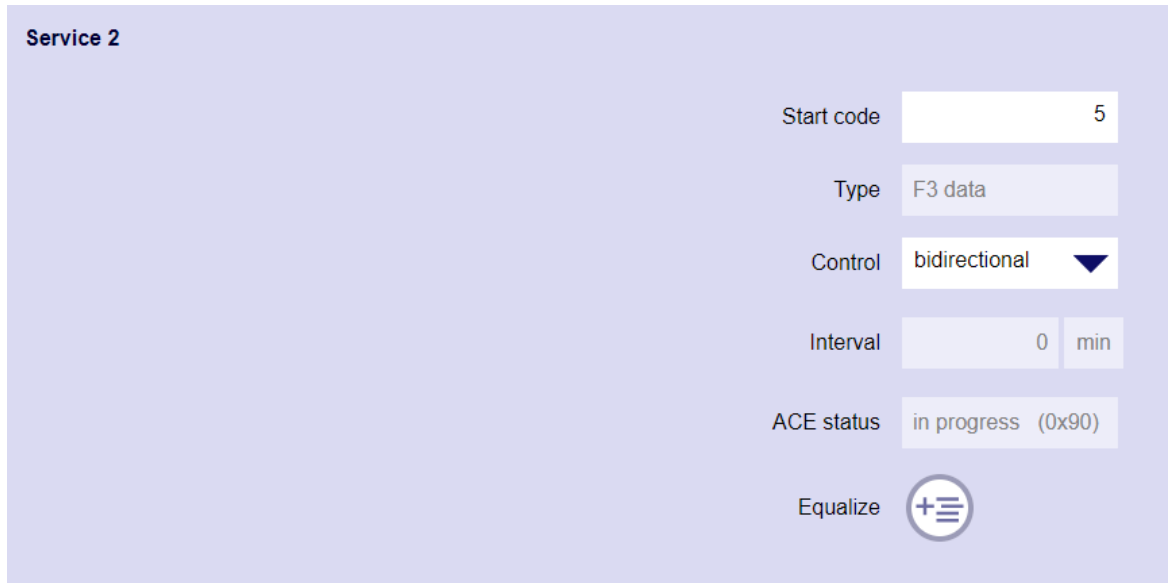 Service 2
Start code 5
Type F3 data
Control bidirectional
Interval 0 min
ACE status in progress (0x90)
Equalize